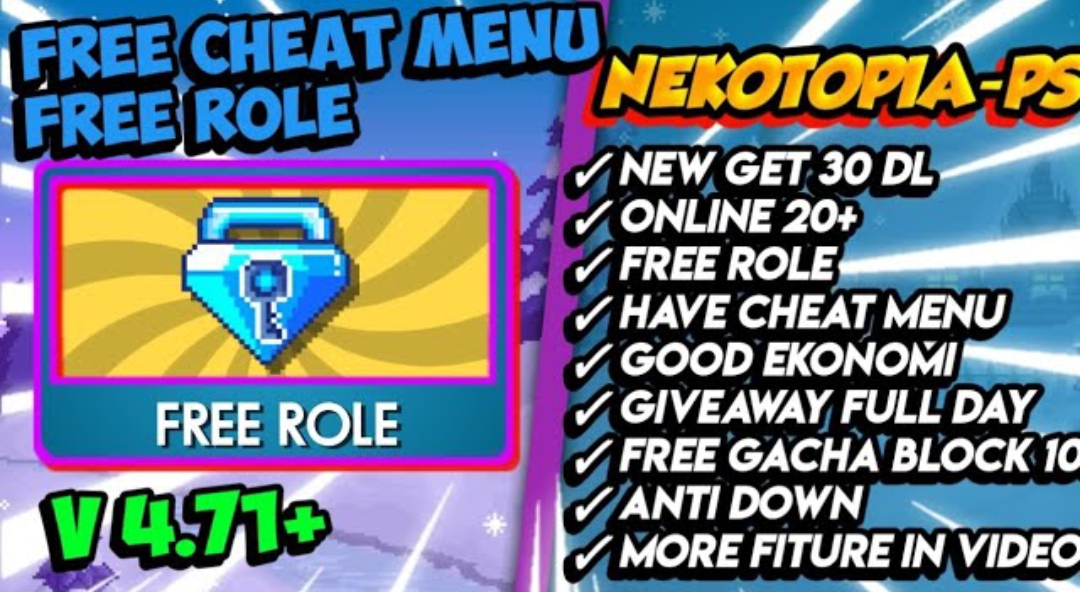 FREE CHEAT MENU
FREE ROLE
FREE ROLE
V 4.71+
NEKOTOPIA-PS
✓ NEW GET 30 DL
✓ ONLINE 20+
✓ FREE ROLE
✓ HAVE CHEAT MENU
✓ GOOD EKONOMI
✓ GIVEAWAY FULL DAY
✓ FREE GACHA BLOCK 10
✓ ANTI DOWN
✓ MORE FITURE IN VIDEO